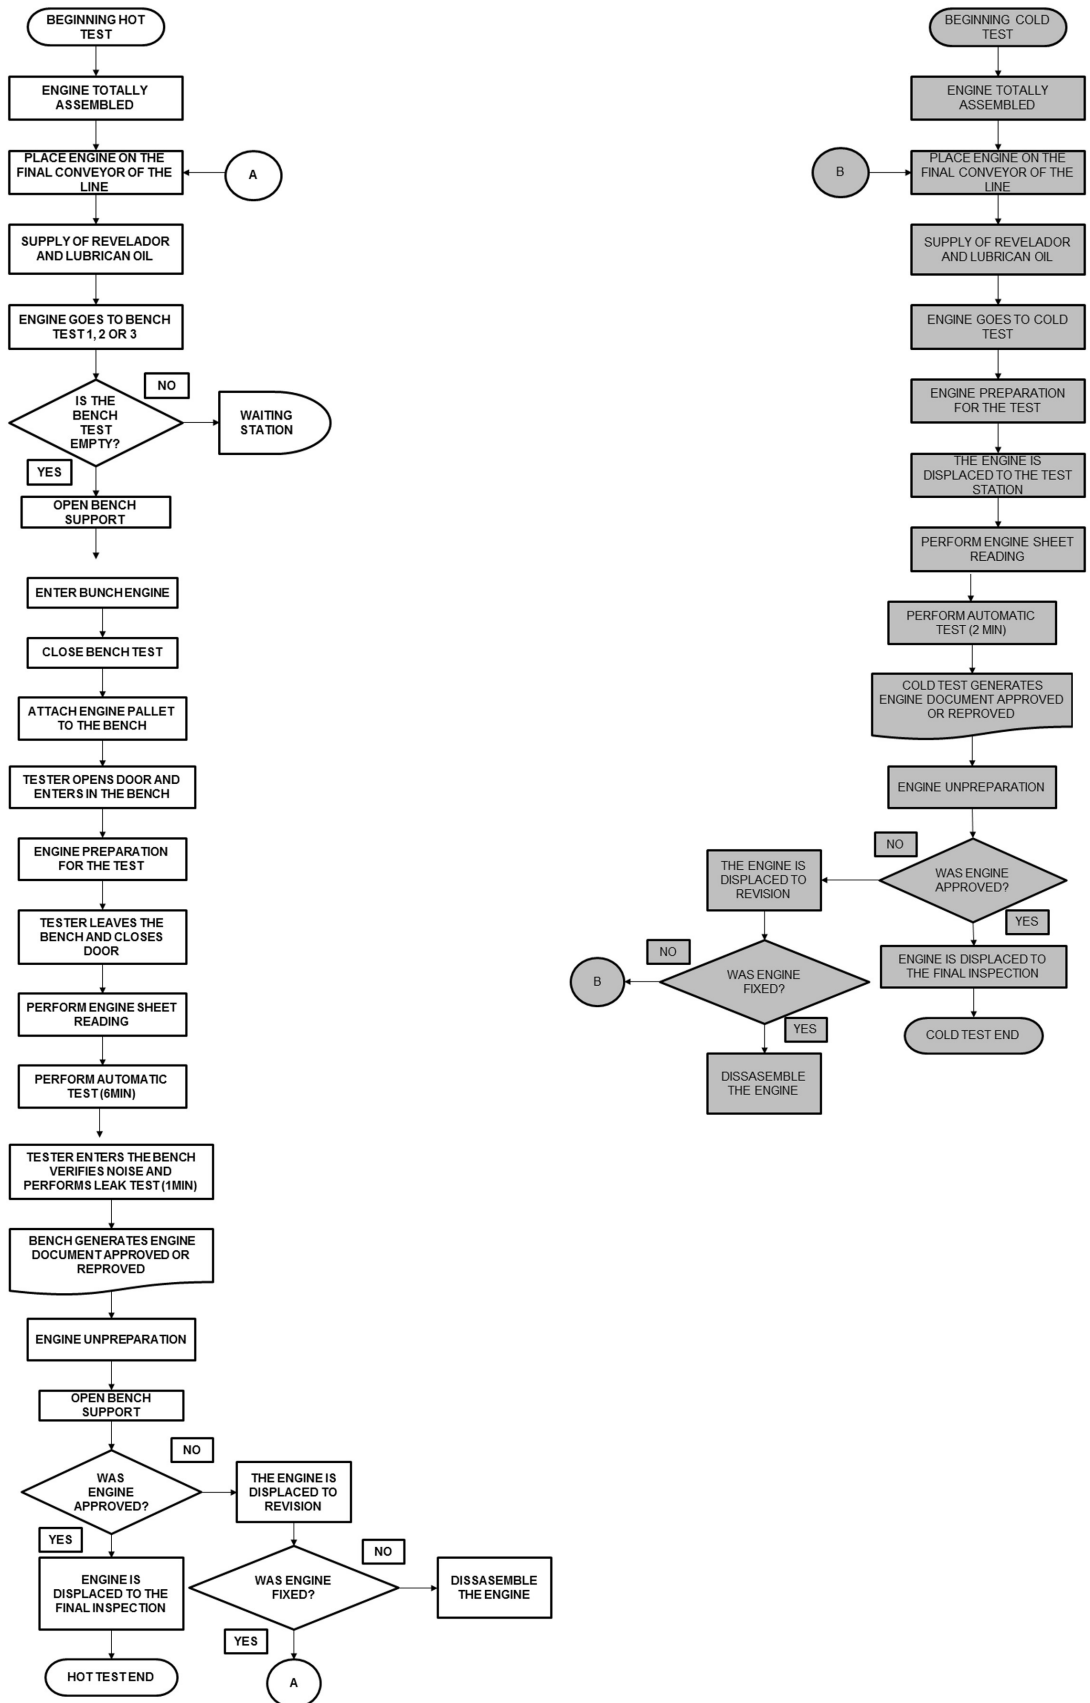 BEGINNING HOT
TEST
ENGINE TOTALLY
ASSEMBLED
PLACE ENGINE ON THE
FINAL CONVEYOR OF THE
LINE
A
SUPPLY OF REVELADOR
AND LUBRICAN OIL
ENGINE GOES TO BENCH
TEST 1, 2 OR 3
NO
IS THE
BENCH
TEST
EMPTY?
WAITING
STATION
YES
OPEN BENCH
SUPPORT
ENTER BUNCH ENGINE
CLOSE BENCH TEST
ATTACH ENGINE PALLET
TO THE BENCH
TESTER OPENS DOOR AND
ENTERS IN THE BENCH
ENGINE PREPARATION
FOR THE TEST
TESTER LEAVES THE
BENCH AND CLOSES
DOOR
PERFORM ENGINE SHEET
READING
PERFORM AUTOMATIC
TEST (6MIN)
TESTER ENTERS THE BENCH
VERIFIES NOISE AND
PERFORMS LEAK TEST (1MIN)
BENCH GENERATES ENGINE
DOCUMENT APPROVED OR
REPROVED
ENGINE UNPREPARATION
OPEN BENCH
SUPPORT
NO
WAS
ENGINE
APPROVED?
THE ENGINE IS
DISPLACED TO
REVISION
YES
NO
ENGINE IS
DISPLACED TO THE
FINAL INSPECTION
WAS ENGINE
FIXED?
DISSASEMBLE
THE ENGINE
YES
HOT TEST END
A
BEGINNING COLD
TEST
ENGINE TOTALLY
ASSEMBLED
B
PLACE ENGINE ON THE
FINAL CONVEYOR OF THE
LINE
SUPPLY OF REVELADOR
AND LUBRICAN OIL
ENGINE GOES TO COLD
TEST
ENGINE PREPARATION
FOR THE TEST
THE ENGINE IS
DISPLACED TO THE TEST
STATION
PERFORM ENGINE SHEET
READING
PERFORM AUTOMATIC
TEST (2 MIN)
COLD TEST GENERATES
ENGINE DOCUMENT APPROVED
OR REPROVED
ENGINE UNPREPARATION
NO
WAS ENGINE
APPROVED?
THE ENGINE IS
DISPLACED TO
REVISION
YES
NO
ENGINE IS DISPLACED TO
THE FINAL INSPECTION
B
WAS ENGINE
FIXED?
YES
COLD TEST END
DISSASEMBLE
THE ENGINE